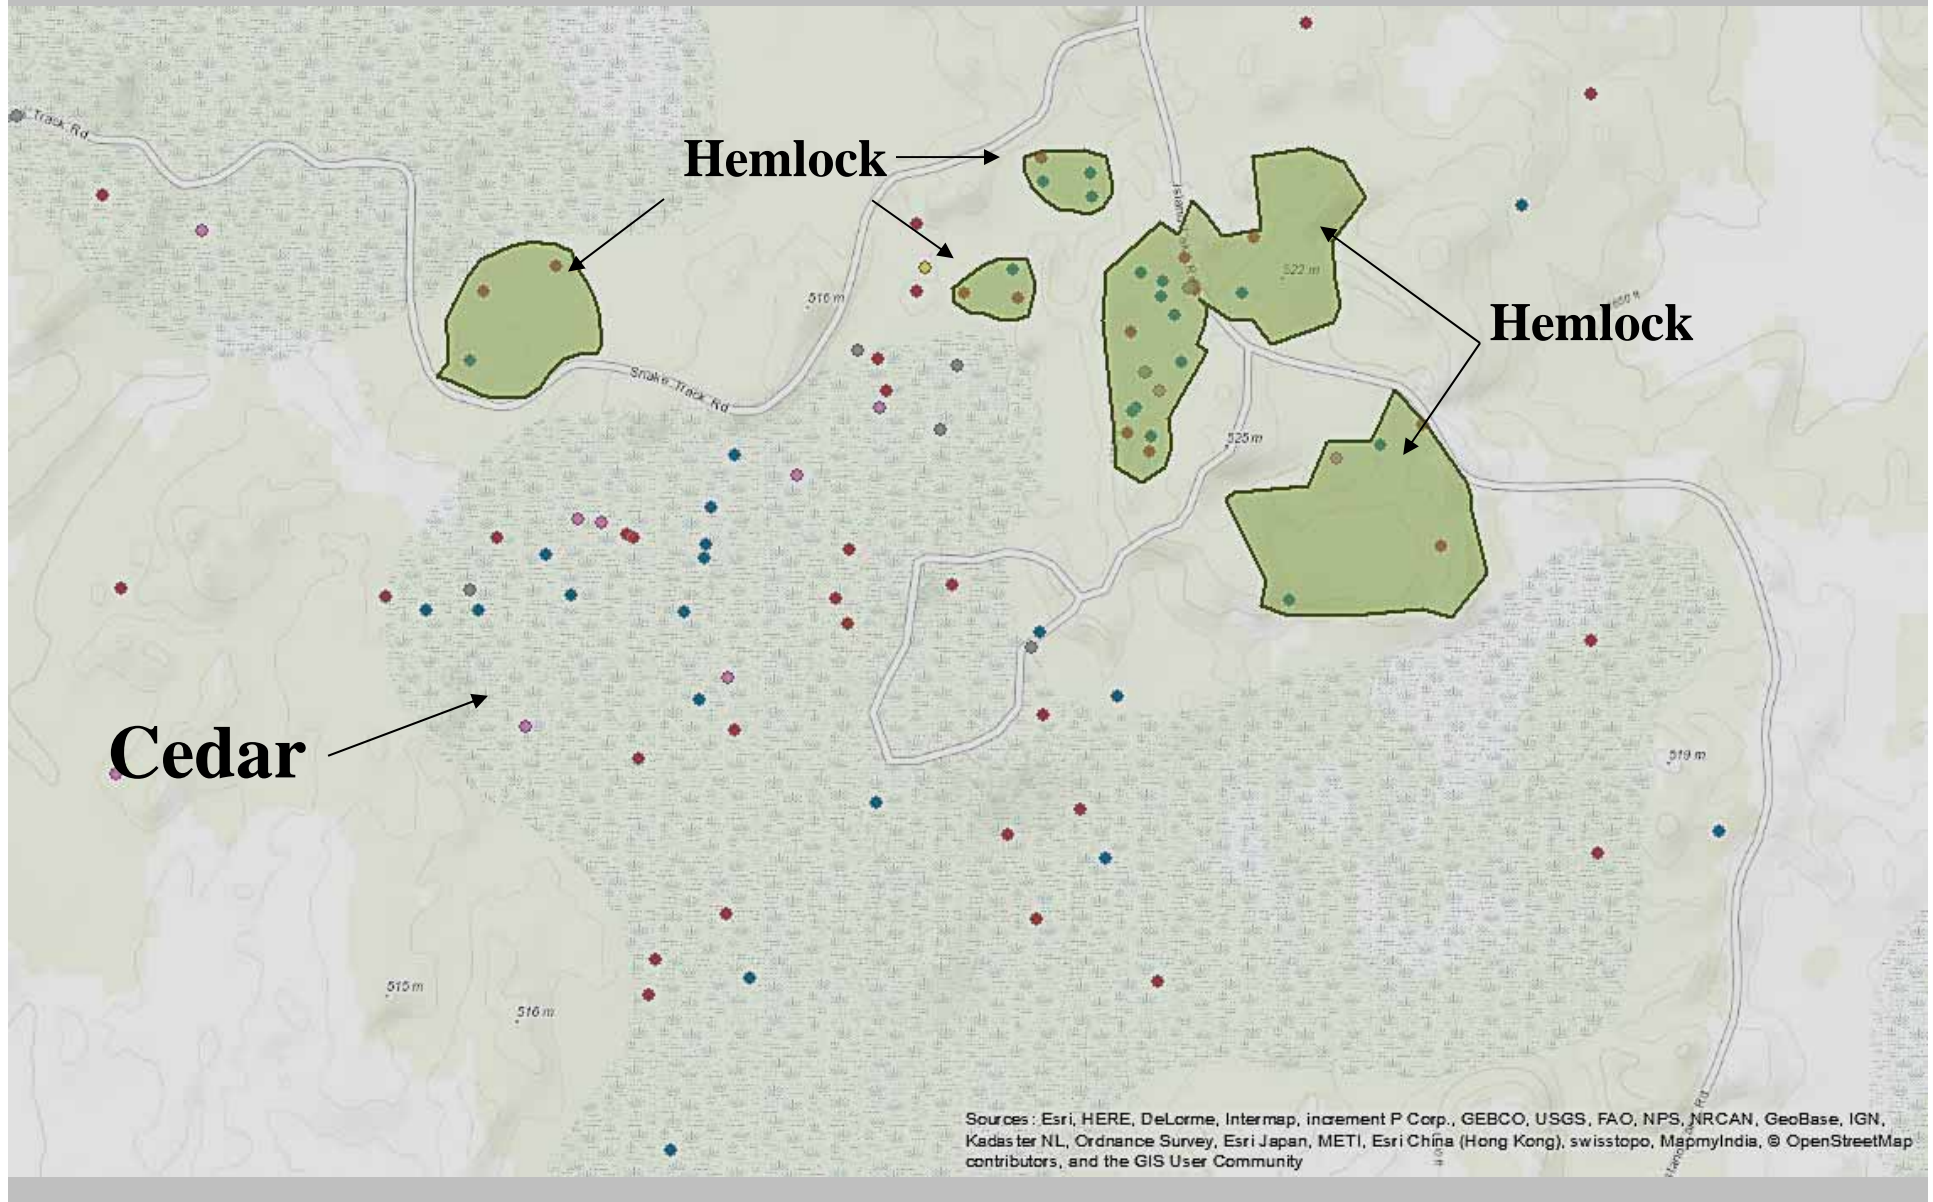 Track Rd
Hemlock
522 m
516 m
Hemlock
Snake Track Rd
525 m
Cedar
519 m
515 m
516 m
Rd
Sources: Esri, HERE, DeLorme, Intermap, increment P Corp., GEBCO, USGS, FAO, NPS, NRCAN, GeoBase, IGN,
Kadaster NL, Ordnance Survey, Esri Japan, METI, Esri China (Hong Kong), swisstopo, MapmyIndia, © OpenStreetMap
contributors, and the GIS User Community